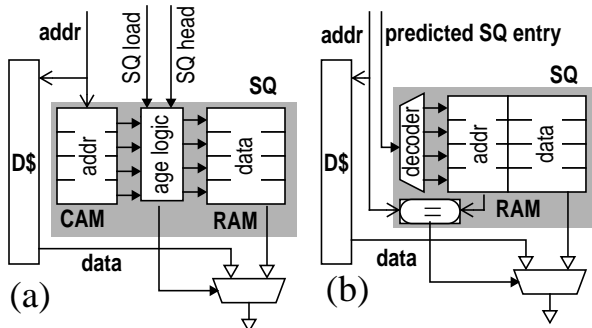 addr
SQ load
SQ head
SQ
D$
addr
age logic
data
CAM
RAM
data
(a)
addr
predicted SQ entry
SQ
D$
decoder
addr
data
=
RAM
data
(b)